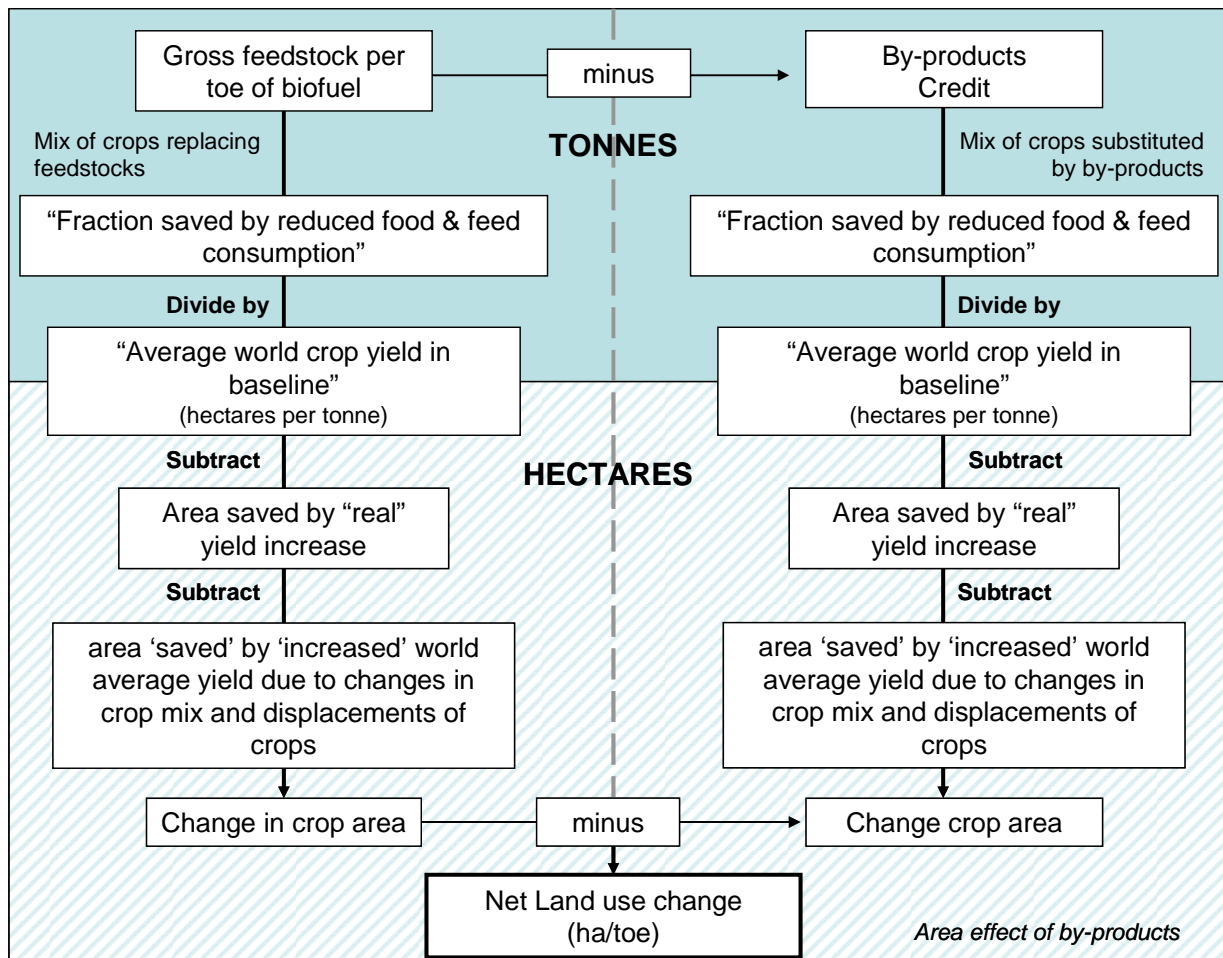 Gross feedstock per
toe of biofuel
minus
By-products
Credit
Mix of crops replacing
feedstocks
TONNES
Mix of crops substituted
by by-products
“Fraction saved by reduced food & feed
consumption”
“Fraction saved by reduced food & feed
consumption”
Divide by
Divide by
“Average world crop yield in
baseline”
(hectares per tonne)
“Average world crop yield in
baseline”
(hectares per tonne)
Subtract
HECTARES
Subtract
Area saved by “real”
yield increase
Area saved by “real”
yield increase
Subtract
Subtract
area ‘saved’ by ‘increased’ world
average yield due to changes in
crop mix and displacements of
crops
area ‘saved’ by ‘increased’ world
average yield due to changes in
crop mix and displacements of
crops
Change in crop area
minus
Change crop area
Net Land use change
(ha/toe)
Area effect of by-products